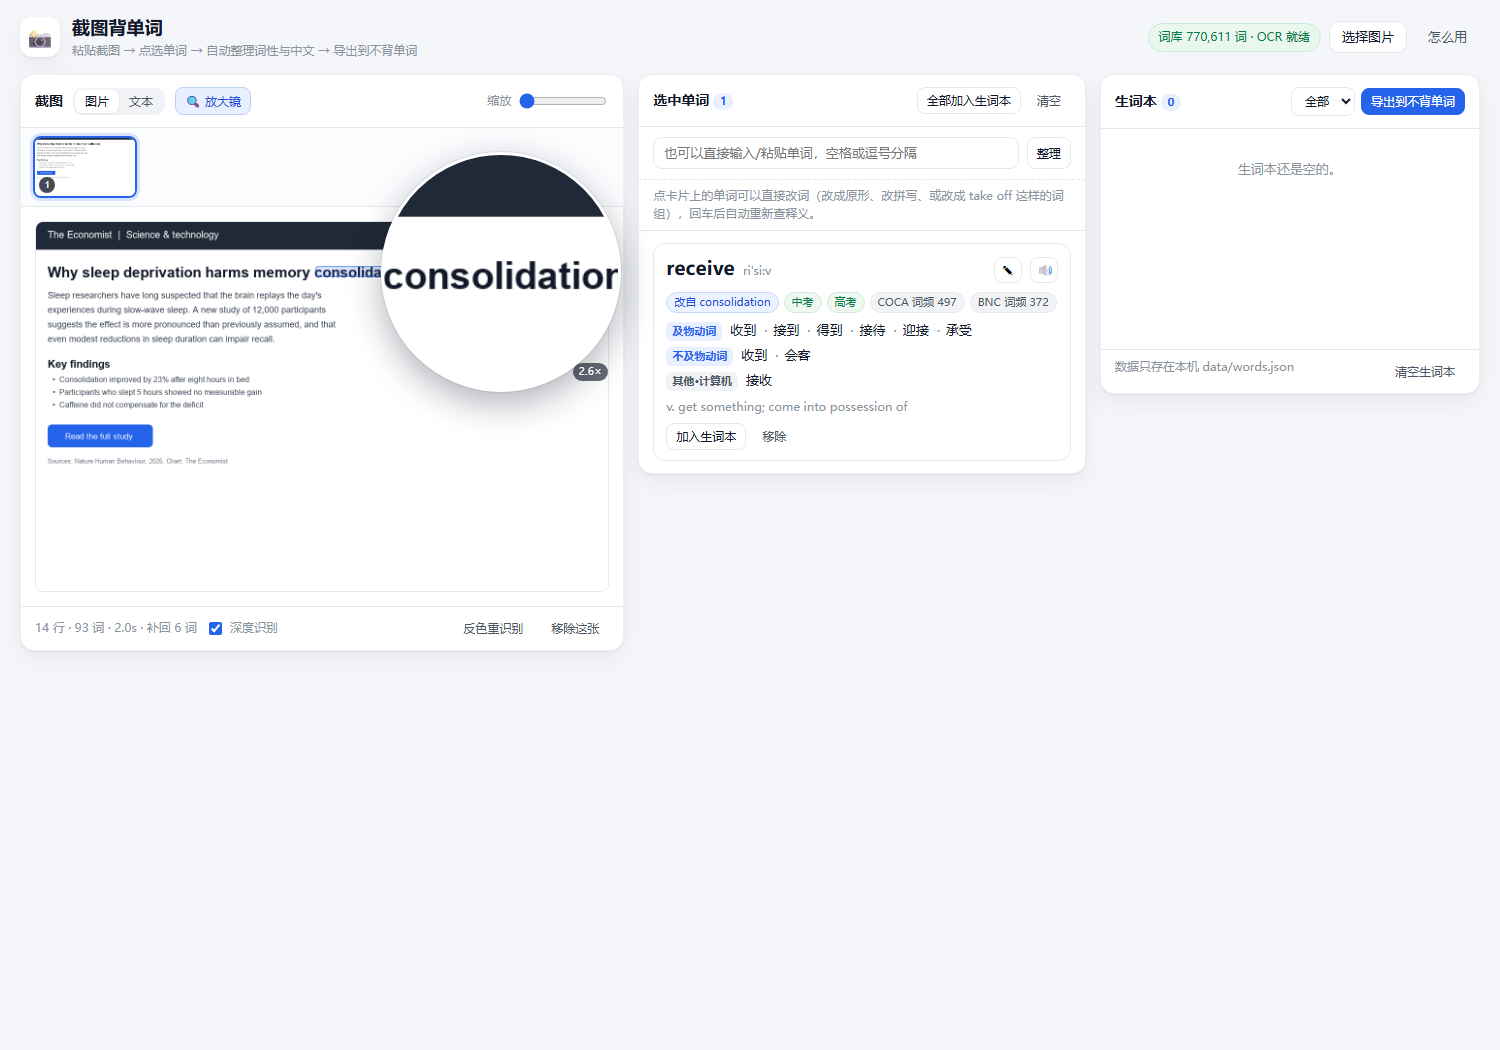 截图背单词
粘贴截图 → 点选单词 → 自动整理词性与中文 → 导出到不背单词
词库 770,611 词 · OCR 就绪
选择图片
怎么用
截图
图片
文本
放大镜
缩放
1
The Economist | Science & technology
Why sleep deprivation harms memory consolida
Sleep researchers have long suspected that the brain replays the day's
experiences during slow-wave sleep. A new study of 12,000 participants
suggests the effect is more pronounced than previously assumed, and that
even modest reductions in sleep duration can impair recall.
Key findings
• Consolidation improved by 23% after eight hours in bed
• Participants who slept 5 hours showed no measurable gain
• Caffeine did not compensate for the deficit
Read the full study
Sources: Nature Human Behaviour, 2025. Chart: The Economist
consolidation
2.6×
14 行 · 93 词 · 2.0s · 补回 6 词
深度识别
反色重识别
移除这张
选中单词 1
全部加入生词本
清空
也可以直接输入/粘贴单词，空格或逗号分隔
整理
点卡片上的单词可以直接改词（改成原形、改拼写、或改成 take off 这样的词
组），回车后自动重新查释义。
receive ri'si:v
改自 consolidation
中考
高考
COCA 词频 497
BNC 词频 372
及物动词 收到 · 接到 · 得到 · 接待 · 迎接 · 承受
不及物动词 收到 · 会客
其他•计算机 接收
v. get something; come into possession of
加入生词本
移除
生词本 0
全部
导出到不背单词
生词本还是空的。
数据只存在本机 data/words.json
清空生词本